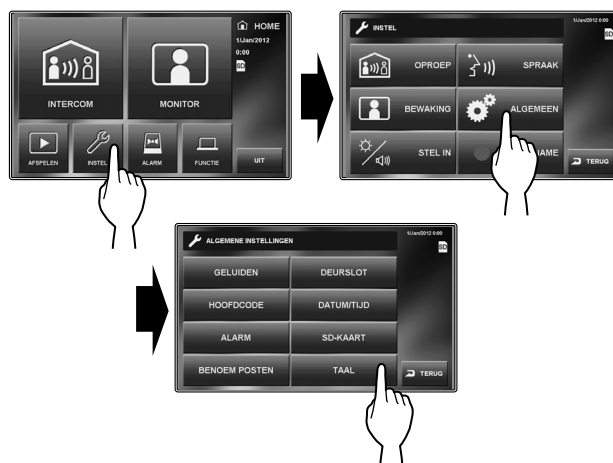 HOME
1/Jan/2012
0:00
SD
INTERCOM
MONITOR
AFSPELEN
INSTEL
ALARM
FUNCTIE
UIT
INSTEL
1/Jan/2012 0:00
SD
OPROEP
SPRAAK
BEWAKING
ALGEMEEN
STEL IN
TERUG
ALGEMENE INSTELLINGEN
1/Jan/2012 0:00
SD
GELUIDEN
DEURSLOT
HOOFDCODE
DATUM/TIJD
ALARM
SD-KAART
BENOEM POSTEN
TAAL
TERUG